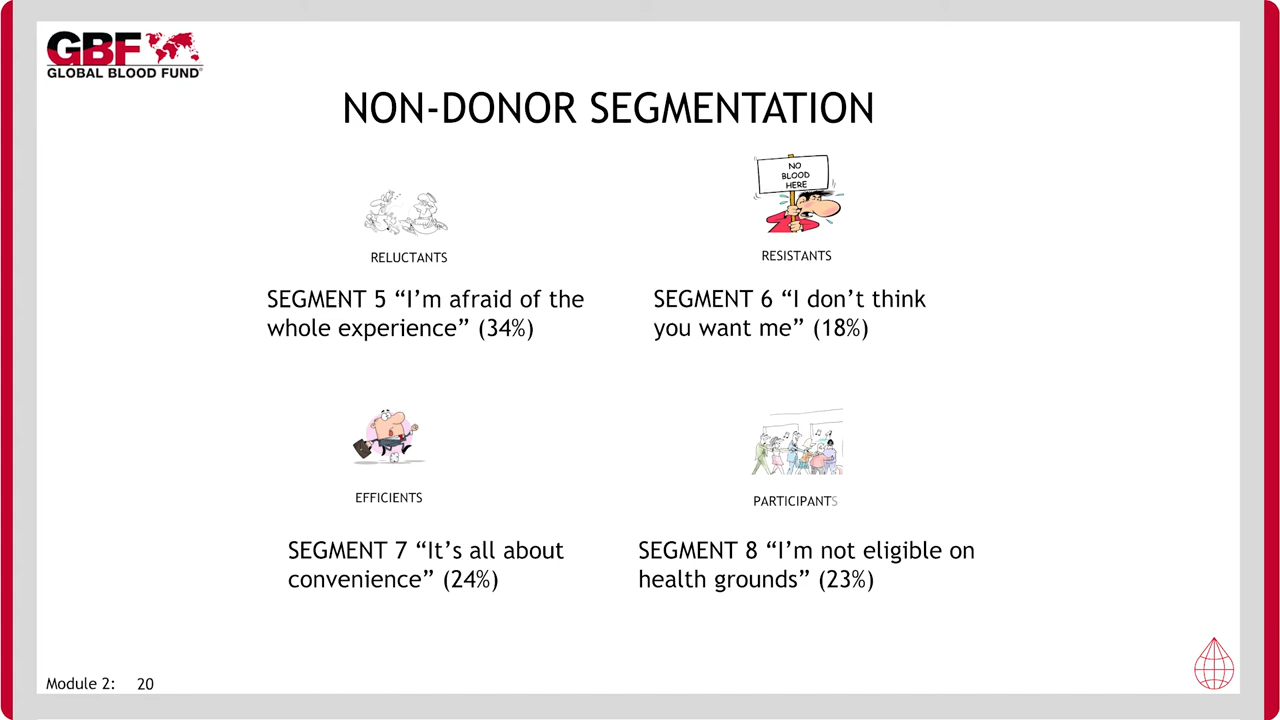 GBF
GLOBAL BLOOD FUND
NON-DONOR SEGMENTATION
NO
BLOOD
HERE
RELUCTANTS
RESISTANTS
SEGMENT 5 “I’m afraid of the
whole experience” (34%)
SEGMENT 6 “I don’t think
you want me” (18%)
EFFICIENTS
PARTICIPANTS
SEGMENT 7 “It’s all about
convenience” (24%)
SEGMENT 8 “I’m not eligible on
health grounds” (23%)
Module 2: 20